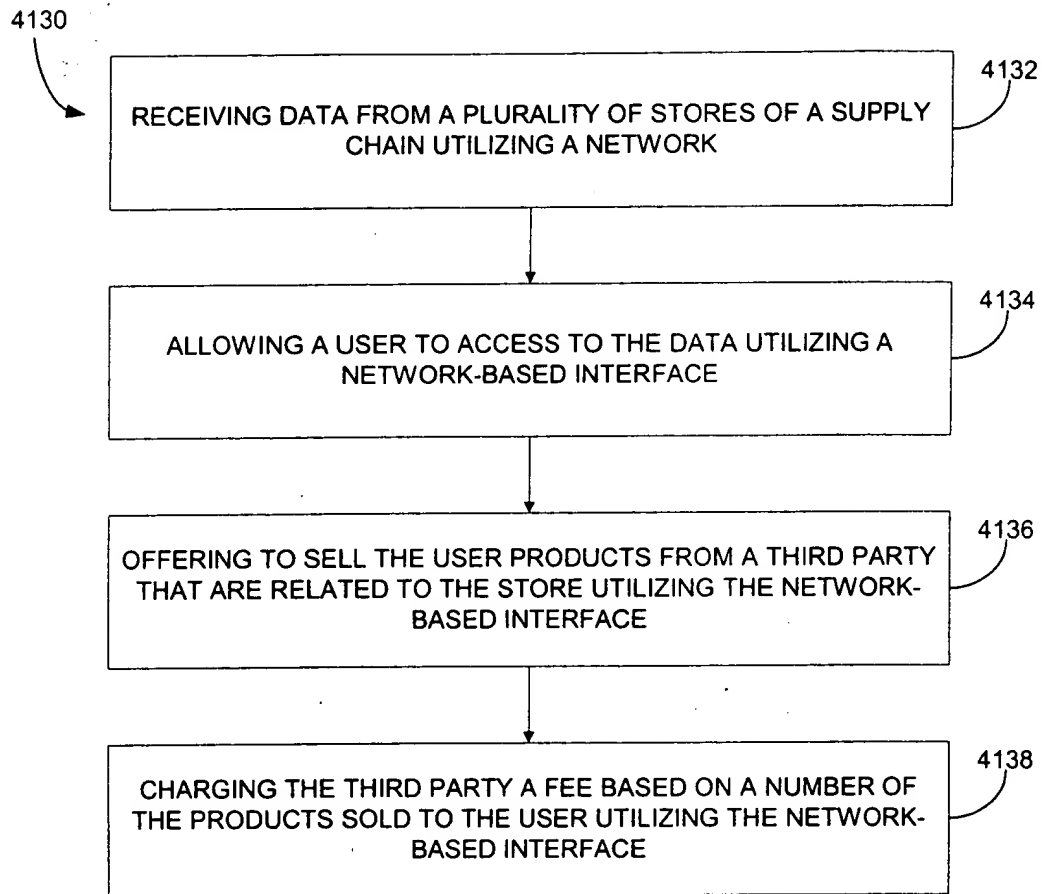 4130
4132
RECEIVING DATA FROM A PLURALITY OF STORES OF A SUPPLY
CHAIN UTILIZING A NETWORK
4134
ALLOWING A USER TO ACCESS TO THE DATA UTILIZING A
NETWORK-BASED INTERFACE
4136
OFFERING TO SELL THE USER PRODUCTS FROM A THIRD PARTY
THAT ARE RELATED TO THE STORE UTILIZING THE NETWORK-
BASED INTERFACE
4138
CHARGING THE THIRD PARTY A FEE BASED ON A NUMBER OF
THE PRODUCTS SOLD TO THE USER UTILIZING THE NETWORK-
BASED INTERFACE